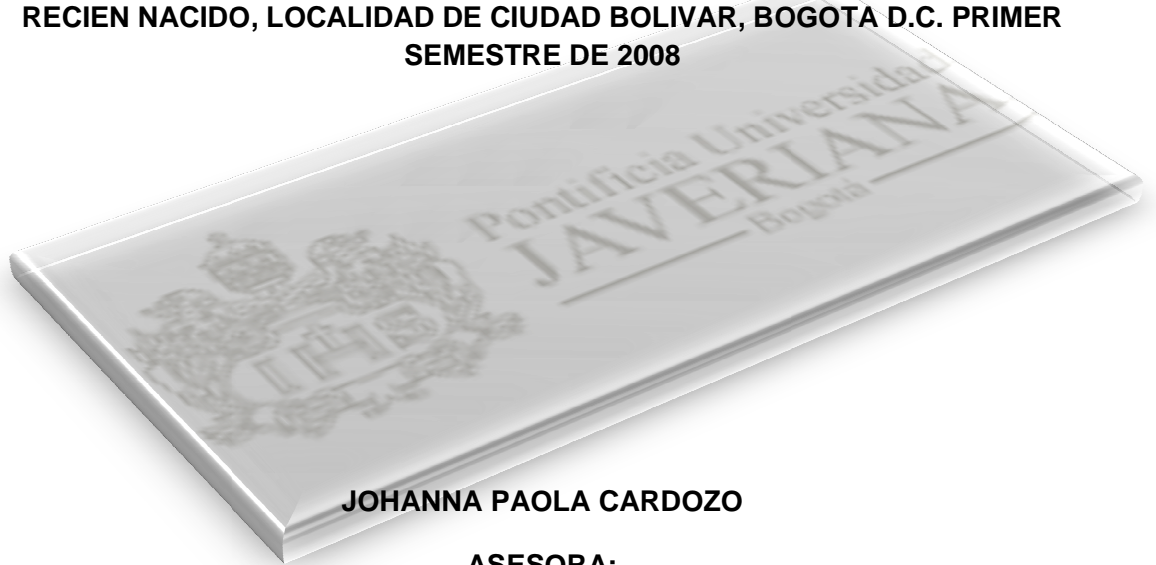 RECIEN NACIDO, LOCALIDAD DE CIUDAD BOLIVAR, BOGOTA D.C. PRIMER
SEMESTRE DE 2008
Pontificia Universidad
JAVERIANA
Bogotá
JOHANNA PAOLA CARDOZO
ASESORA: